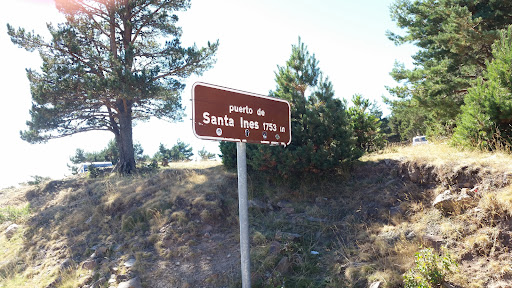 puerto de
Santa Ines 1753 m